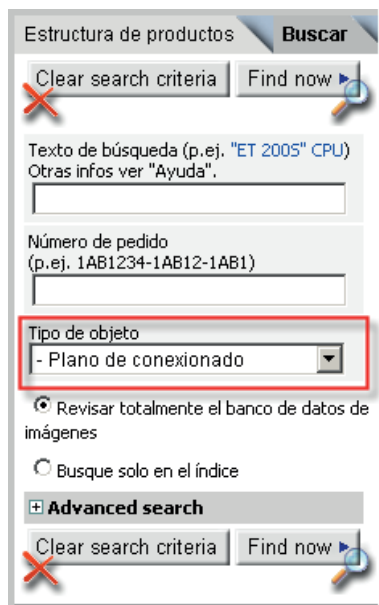 Estructura de productos Buscar
Clear search criteria Find now
Texto de búsqueda (p.ej. "ET 200S" CPU)
Otras infos ver "Ayuda".
Número de pedido
(p.ej. 1AB1234-1AB12-1AB1)
Tipo de objeto
- Plano de conexionado
Revisar totalmente el banco de datos de
imágenes
Busque solo en el índice
Advanced search
Clear search criteria Find now